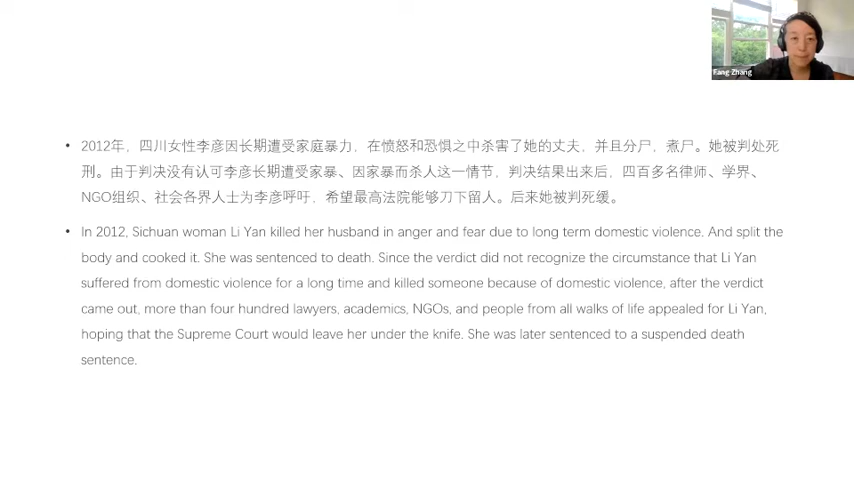 Fang Zhang
• 2012年，四川女性李彦因长期遭受家庭暴力，在愤怒和恐惧之中杀害了她的丈夫，并且分尸，煮尸。她被判处死
刑。由于判决没有认可李彦长期遭受家暴、因家暴而杀人这一情节，判决结果出来后，四百多名律师、学界、
NGO组织、社会各界人士为李彦呼吁，希望最高法院能够刀下留人。后来她被判死缓。
• In 2012, Sichuan woman Li Yan killed her husband in anger and fear due to long term domestic violence. And split the
body and cooked it. She was sentenced to death. Since the verdict did not recognize the circumstance that Li Yan
suffered from domestic violence for a long time and killed someone because of domestic violence, after the verdict
came out, more than four hundred lawyers, academics, NGOs, and people from all walks of life appealed for Li Yan,
hoping that the Supreme Court would leave her under the knife. She was later sentenced to a suspended death
sentence.